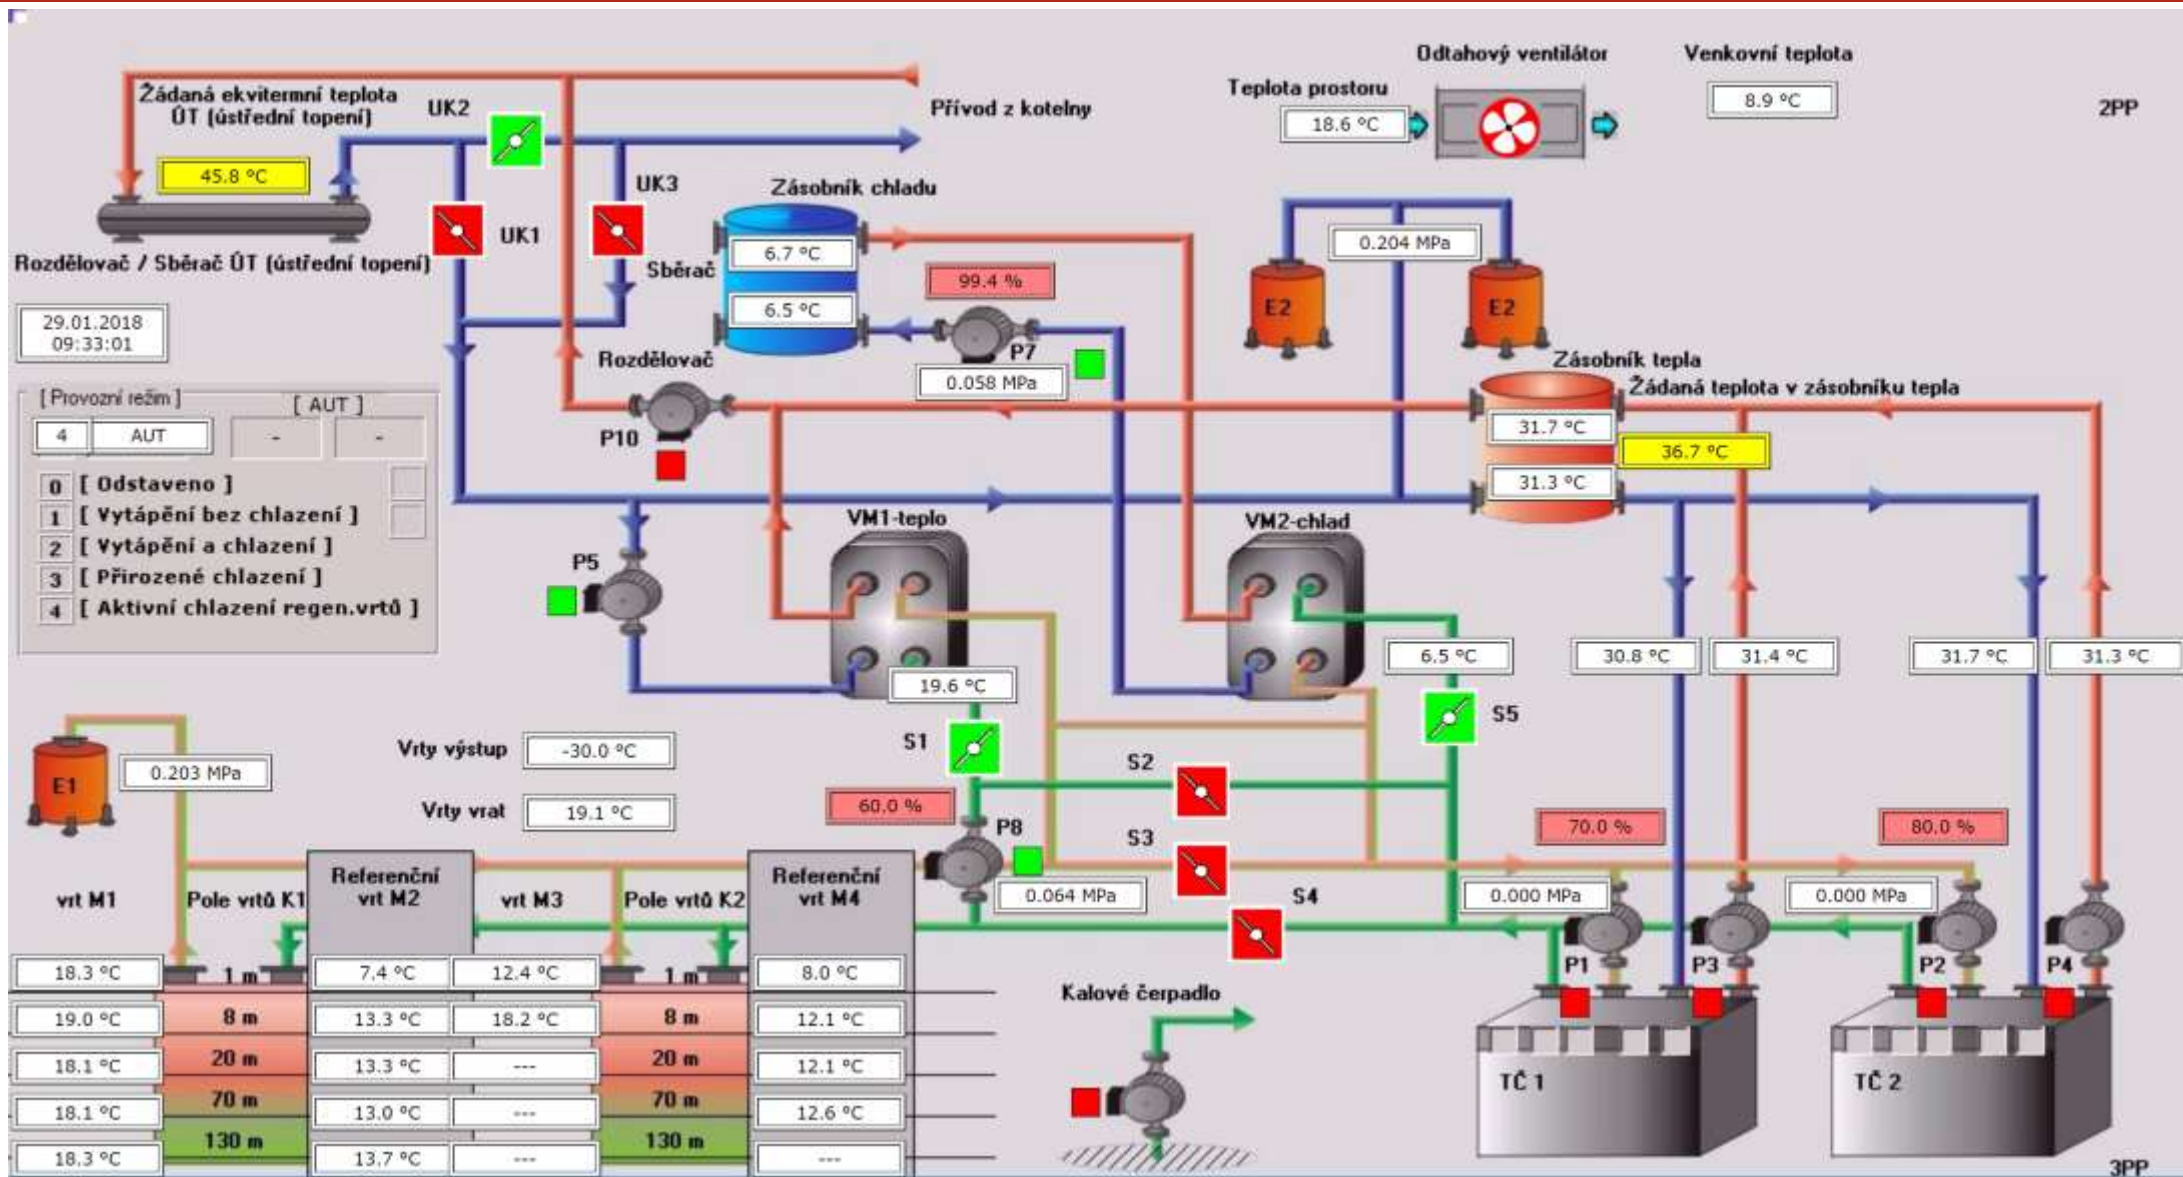 Odtahový ventilátor
Venkovní teplota
Žádaná ekvitermní teplota
ÚT (ústřední topení)
UK2
Přívod z kotelny
Teplota prostoru
8.9 °C
2PP
18.6 °C
45.8 °C
UK3
Zásobník chladu
UK1
0.204 MPa
6.7 °C
Rozdělovač / Sběrač ÚT (ústřední topení)
Sběrač
99.4 %
E2
E2
6.5 °C
29.01.2018
09:33:01
Rozdělovač
P7
Zásobník tepla
0.058 MPa
Žádaná teplota v zásobníku tepla
[ Provozní režim ]
[ AUT ]
4
AUT
-
-
P10
31.7 °C
36.7 °C
31.3 °C
0 [ Odstaveno ]
1 [ Vytápění bez chlazení ]
2 [ Vytápění a chlazení ]
3 [ Přirozené chlazení ]
4 [ Aktivní chlazení regen.vrtů ]
VM1-teplo
VM2-chlad
P5
6.5 °C
30.8 °C
31.4 °C
31.7 °C
31.3 °C
19.6 °C
S1
S5
Vrty výstup
-30.0 °C
S2
E1
0.203 MPa
Vrty vrat
19.1 °C
60.0 %
P8
S3
70.0 %
80.0 %
vrt M1
Pole vrtů K1
Referenční
vrt M2
vrt M3
Pole vrtů K2
Referenční
vrt M4
0.064 MPa
S4
0.000 MPa
0.000 MPa
P1
P3
P2
P4
18.3 °C
1 m
7.4 °C
12.4 °C
1 m
8.0 °C
Kalové čerpadlo
19.0 °C
8 m
13.3 °C
18.2 °C
8 m
12.1 °C
18.1 °C
20 m
13.3 °C
---
20 m
12.1 °C
TČ 1
TČ 2
18.1 °C
70 m
13.0 °C
---
70 m
12.6 °C
18.3 °C
130 m
13.7 °C
---
130 m
---
3PP